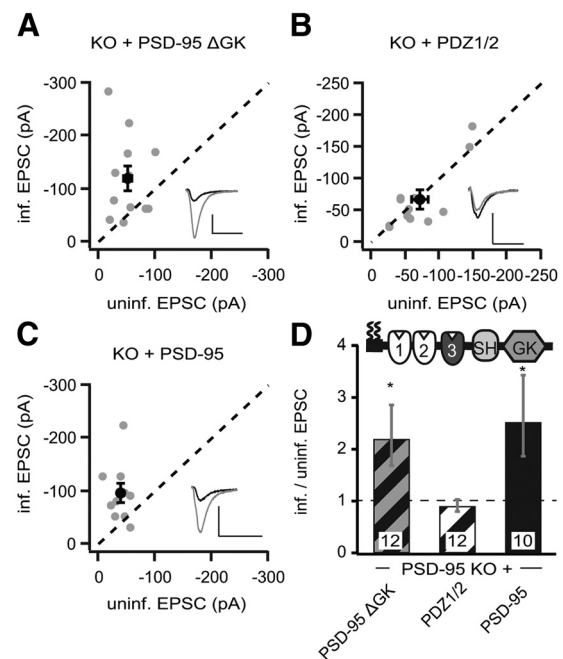 A
KO + PSD-95 ΔGK
-300
-200
-100
0
0
-100
-200
-300
inf. EPSC (pA)
uninf. EPSC (pA)
B
KO + PDZ1/2
-250
-200
-150
-100
-50
0
0
-50
-100
-150
-200
-250
inf. EPSC (pA)
uninf. EPSC (pA)
C
KO + PSD-95
-300
-200
-100
0
0
-100
-200
-300
inf. EPSC (pA)
uninf. EPSC (pA)
D
1 2 3 SH GK
4
3
2
1
0
inf. / uninf. EPSC
* *
12 12 10
PSD-95 KO +
PSD-95 ΔGK
PDZ1/2
PSD-95